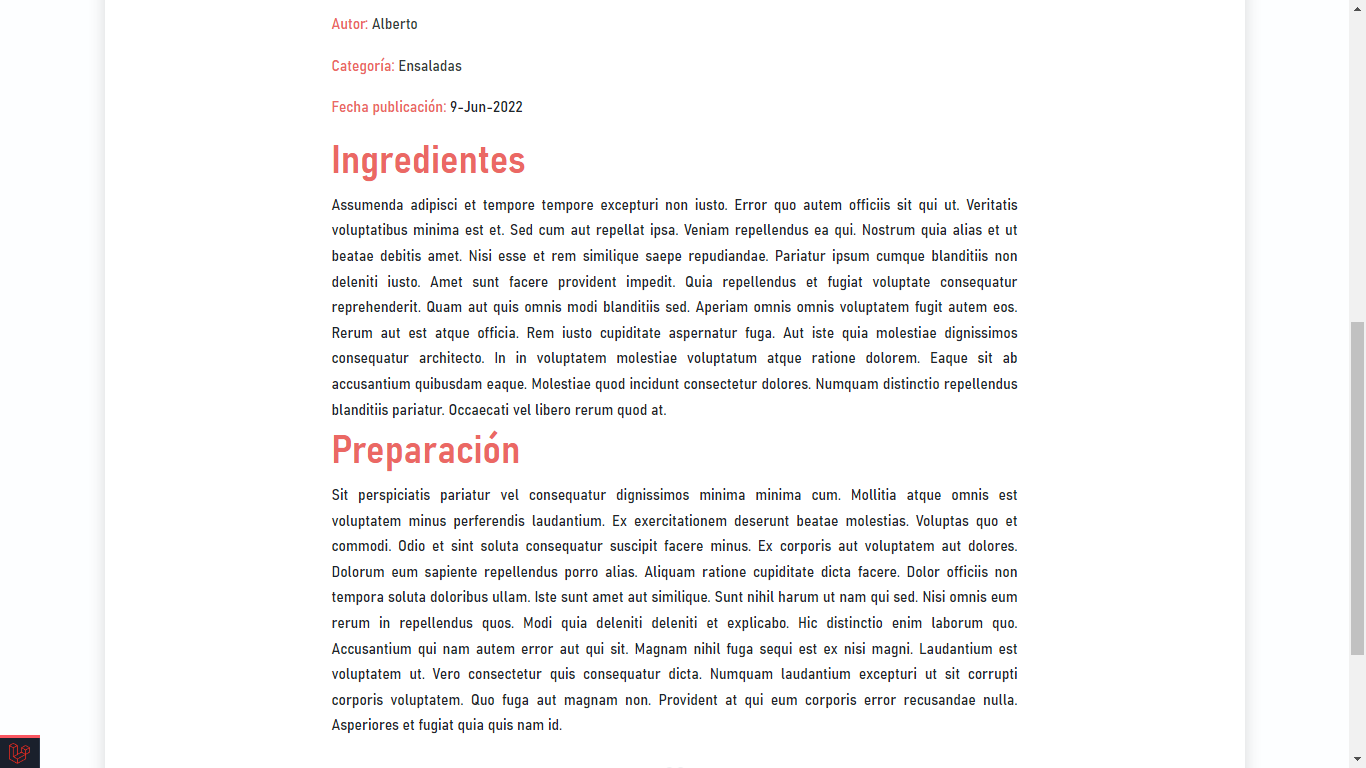 Autor: Alberto
Categoría: Ensaladas
Fecha publicación: 9-Jun-2022
Ingredientes
Assumenda adipisci et tempore tempore excepturi non iusto. Error quo autem officiis sit qui ut. Veritatis
voluptatibus minima est et. Sed cum aut repellat ipsa. Veniam repellendus ea qui. Nostrum quia alias et ut
beatae debitis amet. Nisi esse et rem similique saepe repudiandae. Pariatur ipsum cumque blanditiis non
deleniti iusto. Amet sunt facere provident impedit. Quia repellendus et fugiat voluptate consequatur
reprehenderit. Quam aut quis omnis modi blanditiis sed. Aperiam omnis omnis voluptatem fugit autem eos.
Rerum aut est atque officia. Rem iusto cupiditate aspernatur fuga. Aut iste quia molestiae dignissimos
consequatur architecto. In in voluptatem molestiae voluptatum atque ratione dolorem. Eaque sit ab
accusantium quibusdam eaque. Molestiae quod incidunt consectetur dolores. Numquam distinctio repellendus
blanditiis pariatur. Occaecati vel libero rerum quod at.
Preparación
Sit perspiciatis pariatur vel consequatur dignissimos minima minima cum. Mollitia atque omnis est
voluptatem minus perferendis laudantium. Ex exercitationem deserunt beatae molestias. Voluptas quo et
commodi. Odio et sint soluta consequatur suscipit facere minus. Ex corporis aut voluptatem aut dolores.
Dolorum eum sapiente repellendus porro alias. Aliquam ratione cupiditate dicta facere. Dolor officiis non
tempora soluta doloribus ullam. Iste sunt amet aut similique. Sunt nihil harum ut nam qui sed. Nisi omnis eum
rerum in repellendus quos. Modi quia deleniti deleniti et explicabo. Hic distinctio enim laborum quo.
Accusantium qui nam autem error aut qui sit. Magnam nihil fuga sequi est ex nisi magni. Laudantium est
voluptatem ut. Vero consectetur quis consequatur dicta. Numquam laudantium excepturi ut sit corrupti
corporis voluptatem. Quo fuga aut magnam non. Provident at qui eum corporis error recusandae nulla.
Asperiores et fugiat quia quis nam id.